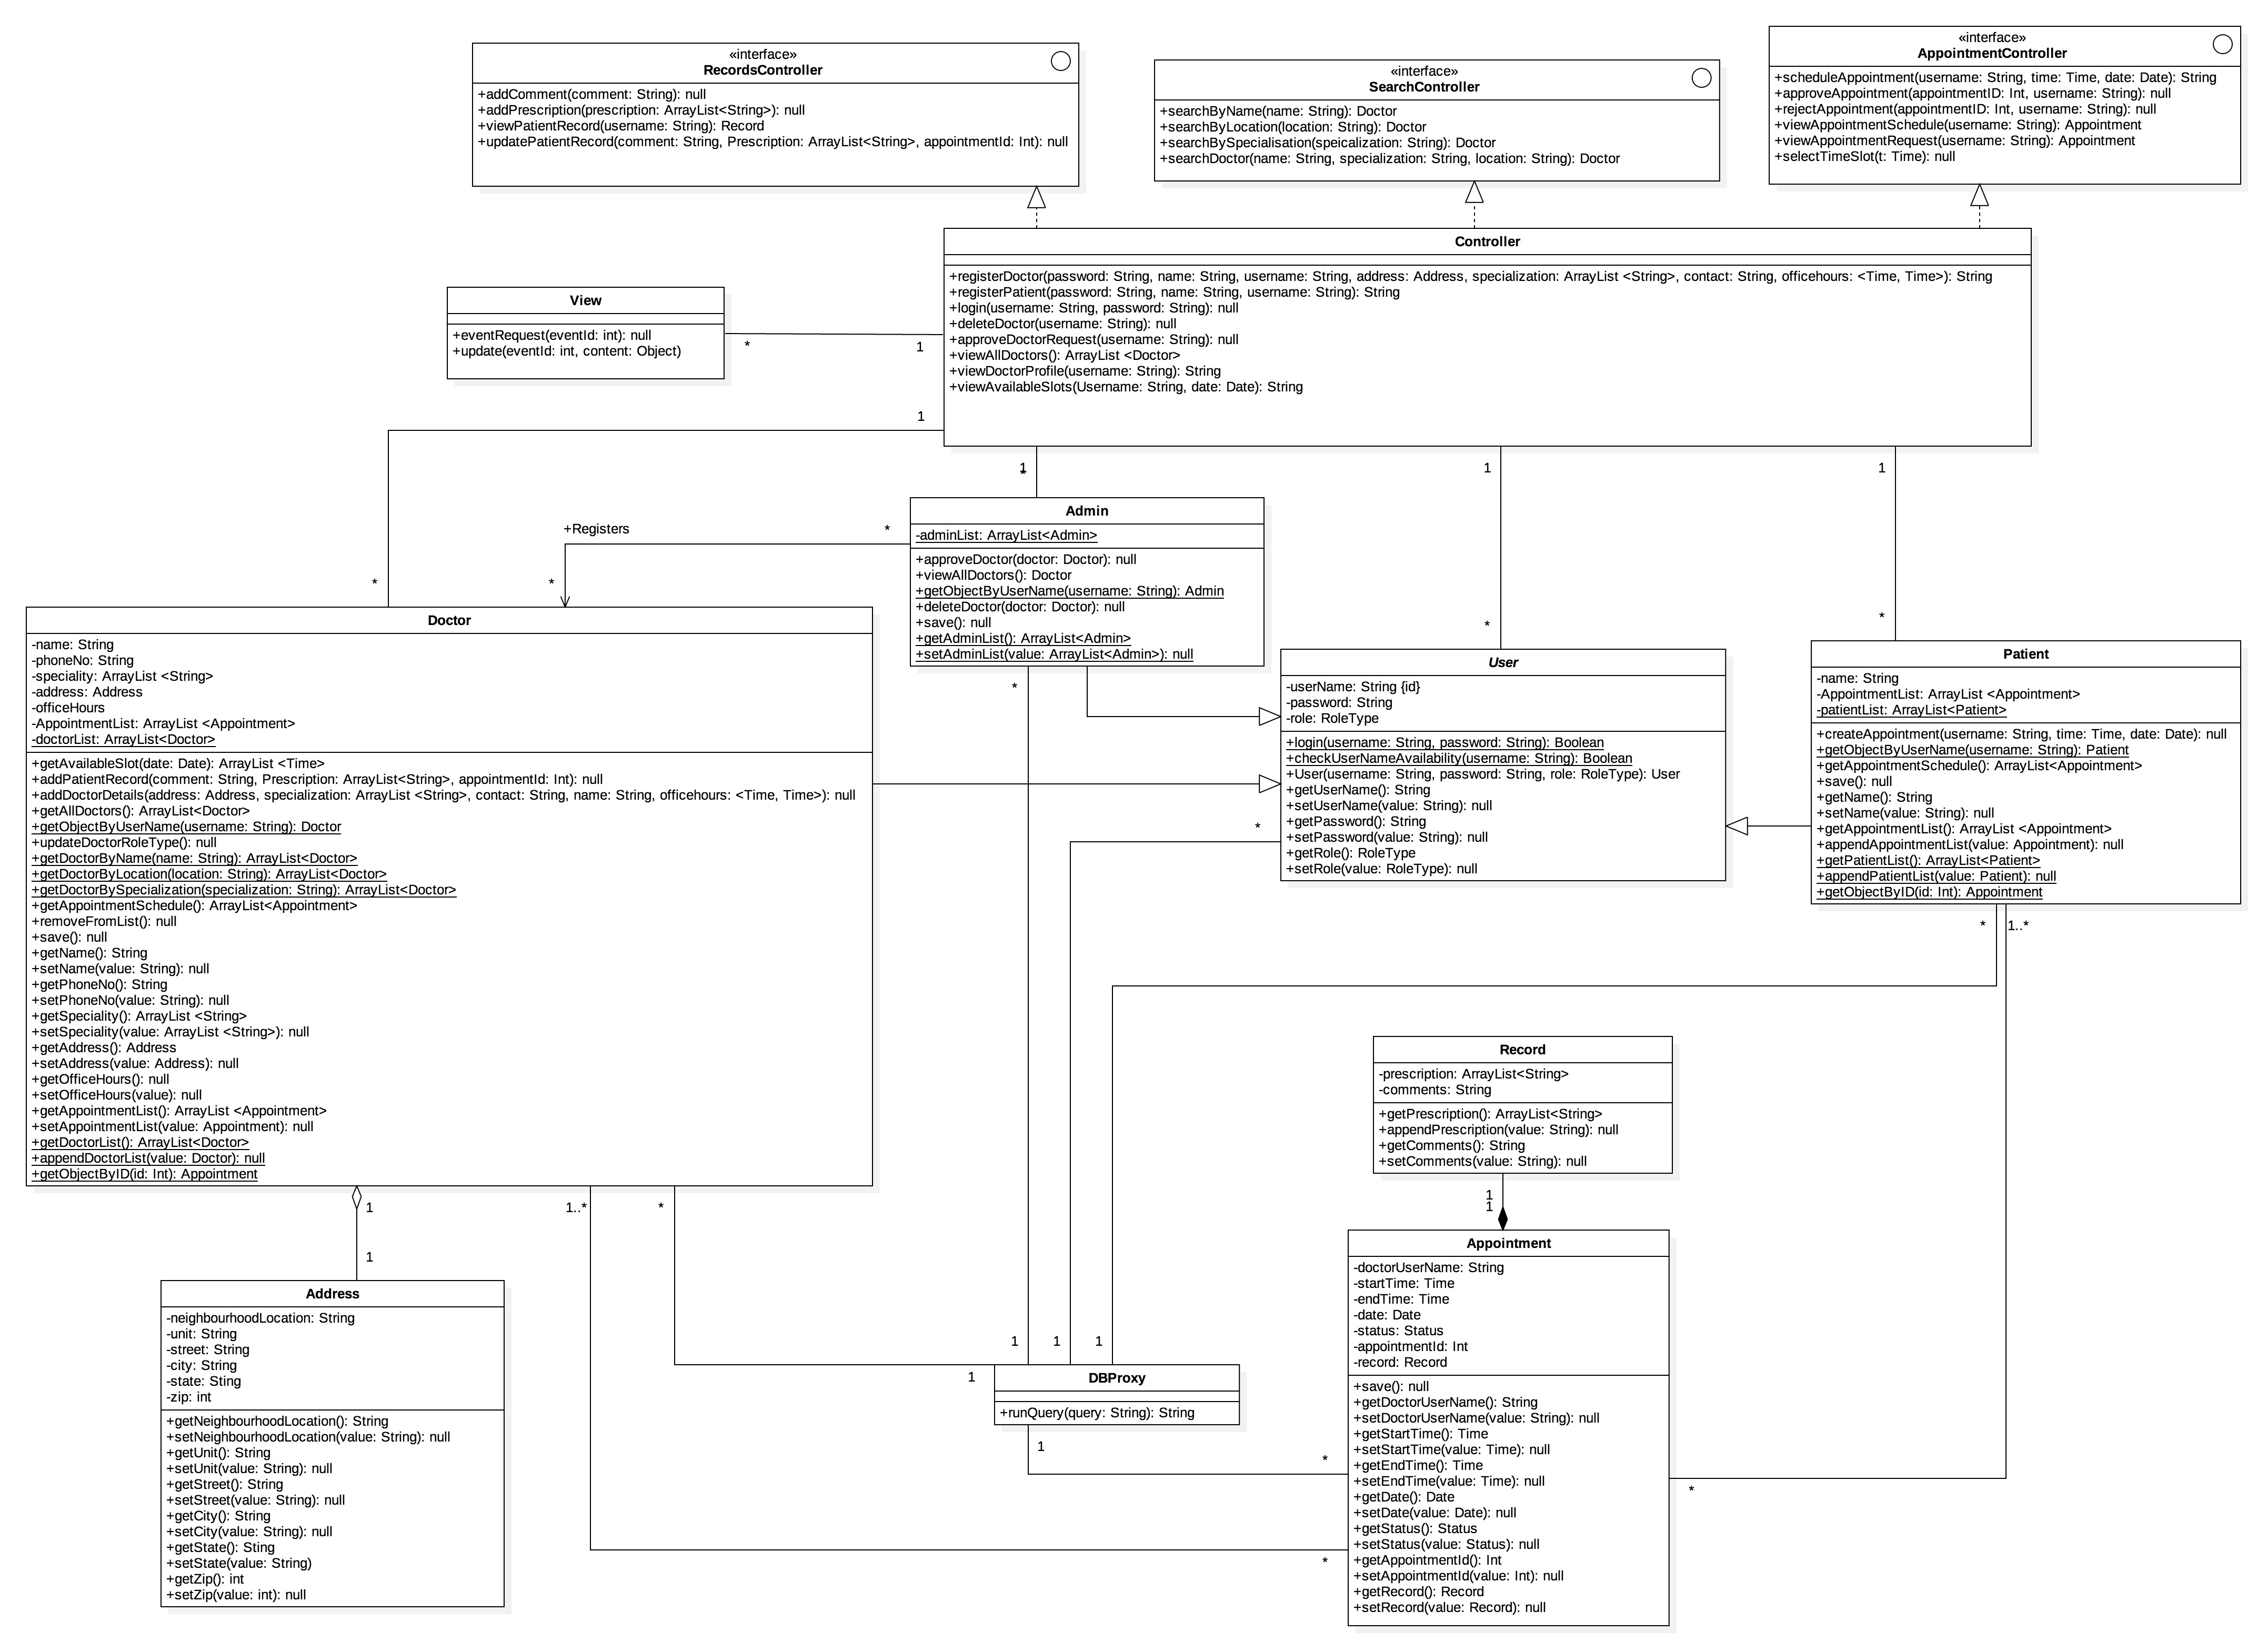 «interface»
RecordsController
+addComment(comment: String): null
+addPrescription(prescription: ArrayList<String>): null
+viewPatientRecord(username: String): Record
+updatePatientRecord(comment: String, Prescription: ArrayList<String>, appointmentId: Int): null
«interface»
SearchController
+searchByName(name: String): Doctor
+searchByLocation(location: String): Doctor
+searchBySpecialisation(speicalization: String): Doctor
+searchDoctor(name: String, specialization: String, location: String): Doctor
«interface»
AppointmentController
+scheduleAppointment(username: String, time: Time, date: Date): String
+approveAppointment(appointmentID: Int, username: String): null
+rejectAppointment(appointmentID: Int, username: String): null
+viewAppointmentSchedule(username: String): Appointment
+viewAppointmentRequest(username: String): Appointment
+selectTimeSlot(t: Time): null
Controller
+registerDoctor(password: String, name: String, username: String, address: Address, specialization: ArrayList <String>, contact: String, officehours: <Time, Time>): String
+registerPatient(password: String, name: String, username: String): String
+login(username: String, password: String): null
+deleteDoctor(username: String): null
+approveDoctorRequest(username: String): null
+viewAllDoctors(): ArrayList <Doctor>
+viewDoctorProfile(username: String): String
+viewAvailableSlots(Username: String, date: Date): String
View
+eventRequest(eventId: int): null
+update(eventId: int, content: Object)
*
1
1
*
1
*
1
*
1
*
+Registers
*
*
Admin
-adminList: ArrayList<Admin>
+approveDoctor(doctor: Doctor): null
+viewAllDoctors(): Doctor
+getObjectByUserName(username: String): Admin
+deleteDoctor(doctor: Doctor): null
+save(): null
+getAdminList(): ArrayList<Admin>
+setAdminList(value: ArrayList<Admin>): null
Doctor
-name: String
-phoneNo: String
-speciality: ArrayList <String>
-address: Address
-officeHours
-AppointmentList: ArrayList <Appointment>
-doctorList: ArrayList<Doctor>
+getAvailableSlot(date: Date): ArrayList <Time>
+addPatientRecord(comment: String, Prescription: ArrayList<String>, appointmentId: Int): null
+addDoctorDetails(address: Address, specialization: ArrayList <String>, contact: String, name: String, officehours: <Time, Time>): null
+getAllDoctors(): ArrayList<Doctor>
+getObjectByUserName(username: String): Doctor
+updateDoctorRoleType(): null
+getDoctorByName(name: String): ArrayList<Doctor>
+getDoctorByLocation(location: String): ArrayList<Doctor>
+getDoctorBySpecialization(specialization: String): ArrayList<Doctor>
+getAppointmentSchedule(): ArrayList<Appointment>
+removeFromList(): null
+save(): null
+getName(): String
+setName(value: String): null
+getPhoneNo(): String
+setPhoneNo(value: String): null
+getSpeciality(): ArrayList <String>
+setSpeciality(value: ArrayList <String>): null
+getAddress(): Address
+setAddress(value: Address): null
+getOfficeHours(): null
+setOfficeHours(value): null
+getAppointmentList(): ArrayList <Appointment>
+setAppointmentList(value: Appointment): null
+getDoctorList(): ArrayList<Doctor>
+appendDoctorList(value: Doctor): null
+getObjectByID(id: Int): Appointment
User
-userName: String {id}
-password: String
-role: RoleType
+login(username: String, password: String): Boolean
+checkUserNameAvailability(username: String): Boolean
+User(username: String, password: String, role: RoleType): User
+getUserName(): String
+setUserName(value: String): null
+getPassword(): String
+setPassword(value: String): null
+getRole(): RoleType
+setRole(value: RoleType): null
Patient
-name: String
-AppointmentList: ArrayList <Appointment>
-patientList: ArrayList<Patient>
+createAppointment(username: String, time: Time, date: Date): null
+getObjectByUserName(username: String): Patient
+getAppointmentSchedule(): ArrayList<Appointment>
+save(): null
+getName(): String
+setName(value: String): null
+getAppointmentList(): ArrayList <Appointment>
+appendAppointmentList(value: Appointment): null
+getPatientList(): ArrayList<Patient>
+appendPatientList(value: Patient): null
+getObjectByID(id: Int): Appointment
*
*
*
1..*
Record
-prescription: ArrayList<String>
-comments: String
+getPrescription(): ArrayList<String>
+appendPrescription(value: String): null
+getComments(): String
+setComments(value: String): null
1
1
1
1..*
*
1
Address
-neighbourhoodLocation: String
-unit: String
-street: String
-city: String
-state: Sting
-zip: int
+getNeighbourhoodLocation(): String
+setNeighbourhoodLocation(value: String): null
+getUnit(): String
+setUnit(value: String): null
+getStreet(): String
+setStreet(value: String): null
+getCity(): String
+setCity(value: String): null
+getState(): Sting
+setState(value: String)
+getZip(): int
+setZip(value: int): null
1
1
1
1
DBProxy
+runQuery(query: String): String
1
*
*
*
Appointment
-doctorUserName: String
-startTime: Time
-endTime: Time
-date: Date
-status: Status
-appointmentId: Int
-record: Record
+save(): null
+getDoctorUserName(): String
+setDoctorUserName(value: String): null
+getStartTime(): Time
+setStartTime(value: Time): null
+getEndTime(): Time
+setEndTime(value: Time): null
+getDate(): Date
+setDate(value: Date): null
+getStatus(): Status
+setStatus(value: Status): null
+getAppointmentId(): Int
+setAppointmentId(value: Int): null
+getRecord(): Record
+setRecord(value: Record): null